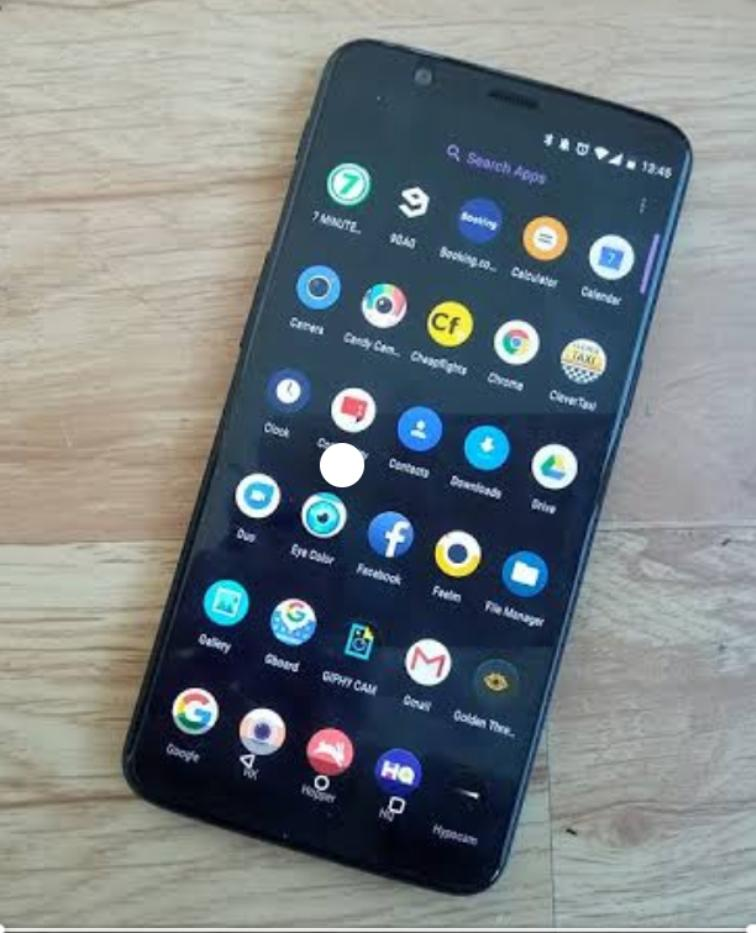 12:45
Search Apps
7
9
Booking
7
7 MINUTE...
9GAG
Booking.co...
Calculator
Calendar
Cf
TAXI
Camera
Candy Cam...
Cheapflights
Chrome
CleverTaxi
Clock
Contacts
Downloads
Drive
f
Duo
Eye Color
Facebook
Feelm
File Manager
G
M
Gallery
Gboard
GIPHY CAM
Gmail
Golden Thre...
G
HQ
Google
Hopper
HQ
Hypocam